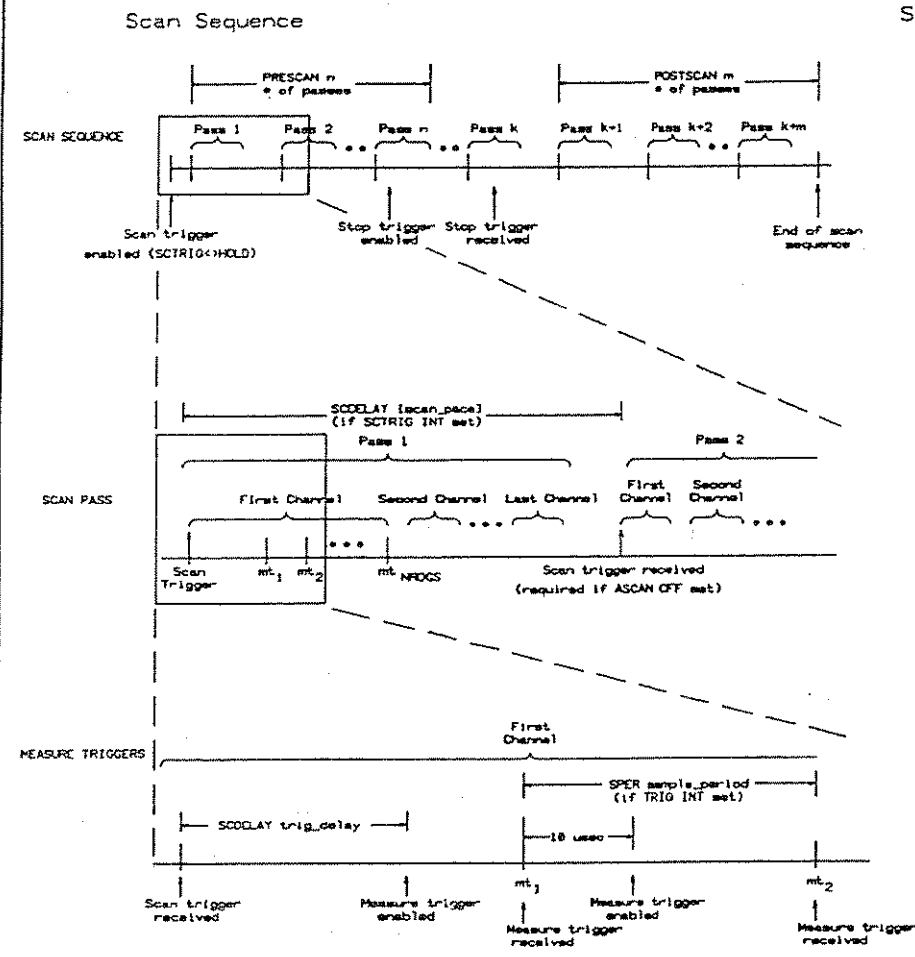 Scan Sequence
S
PRESCAN n
# of passes
POSTSCAN m
# of passes
SCAN SEQUENCE
Pass 1
Pass 2
Pass n
Pass k
Pass k+1
Pass k+2
Pass k+m
Scan trigger
enabled (SCTRIG<>HOLD)
Stop trigger
enabled
Stop trigger
received
End of scan
sequence
SCDELAY [scan_pace]
(if SCTRIG INT set)
Pass 1
Pass 2
SCAN PASS
First Channel
Second Channel
Last Channel
First
Channel
Second
Channel
Scan
Trigger
mt1
mt2
mt NRDGS
Scan trigger received
(required if ASCAN OFF set)
First
Channel
MEASURE TRIGGERS
SPER sample_period
(if TRIG INT set)
SCDELAY trig_delay
10 usec
mt1
mt2
Scan trigger
received
Measure trigger
enabled
Measure trigger
received
Measure trigger
enabled
Measure trigger
received